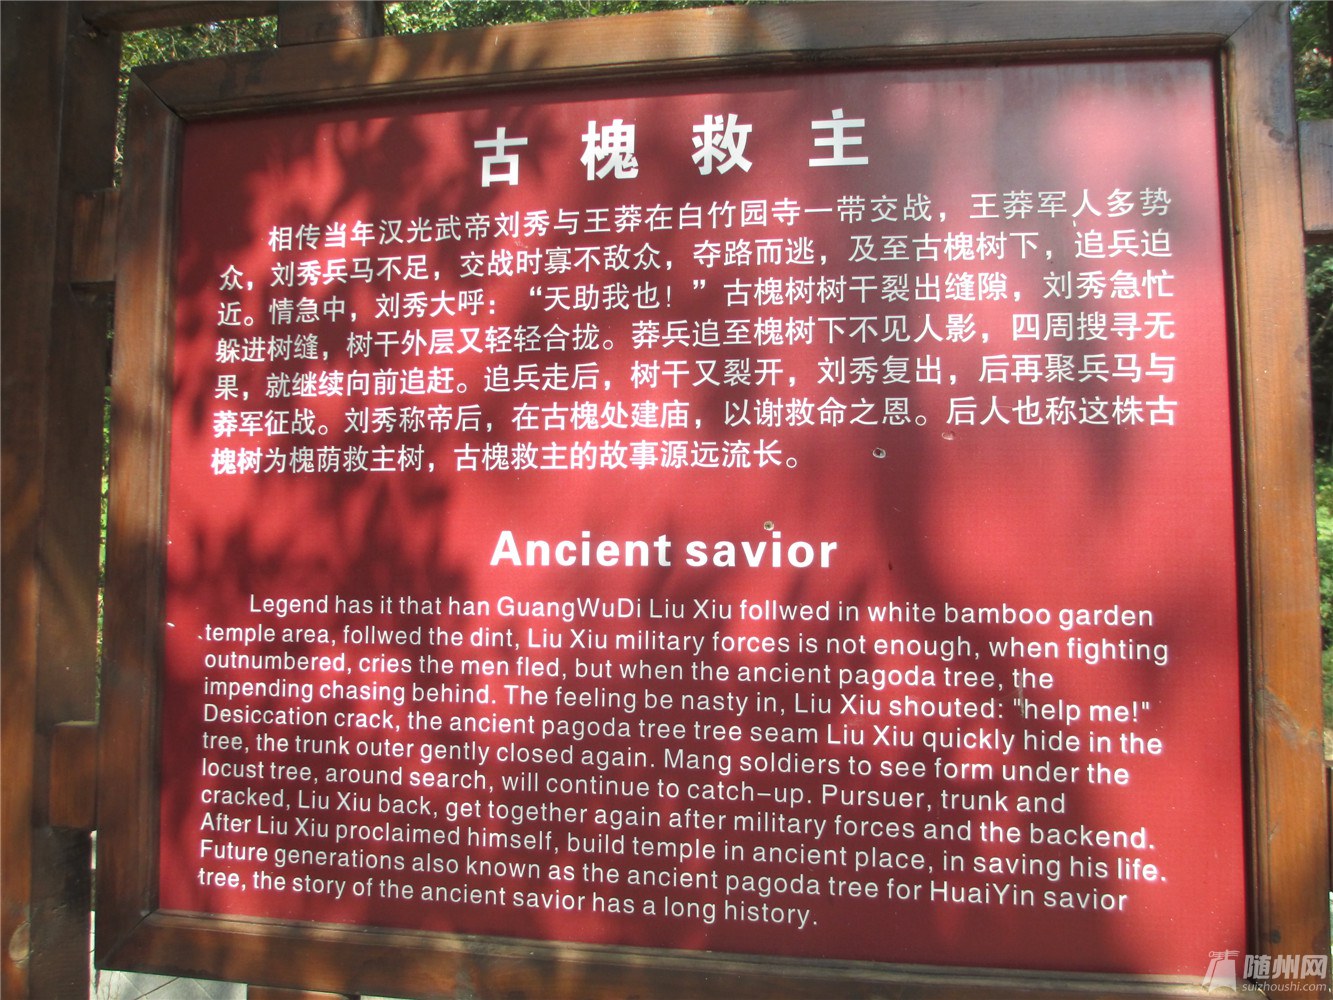 古槐救主
相传当年汉光武帝刘秀与王莽在白竹园寺一带交战，王莽军人多势
众，刘秀兵马不足，交战时寡不敌众，夺路而逃，及至古槐树下，追兵迫
近。情急中，刘秀大呼：“天助我也！”古槐树树干裂出缝隙，刘秀急忙
躲进树缝，树干外层又轻轻合拢。莽兵追至槐树下不见人影，四周搜寻无
果，就继续向前追赶。追兵走后，树干又裂开，刘秀复出，后再聚兵马与
莽军征战。刘秀称帝后，在古槐处建庙，以谢救命之恩。后人也称这株古
槐树为槐荫救主树，古槐救主的故事源远流长。
Ancient savior
Legend has it that han GuangWuDi Liu Xiu follwed in white bamboo garden
temple area, follwed the dint, Liu Xiu military forces is not enough, when fighting
outnumbered, cries the men fled, but when the ancient pagoda tree, the
impending chasing behind. The feeling be nasty in, Liu Xiu shouted: "help me!"
Desiccation crack, the ancient pagoda tree tree seam Liu Xiu quickly hide in the
tree, the trunk outer gently closed again. Mang soldiers to see form under the
locust tree, around search, will continue to catch-up. Pursuer, trunk and
cracked, Liu Xiu back, get together again after military forces and the backend.
After Liu Xiu proclaimed himself, build temple in ancient place, in saving his life.
Future generations also known as the ancient pagoda tree for HuaiYin savior
tree, the story of the ancient savior has a long history.
随州网
suizhoushi.com